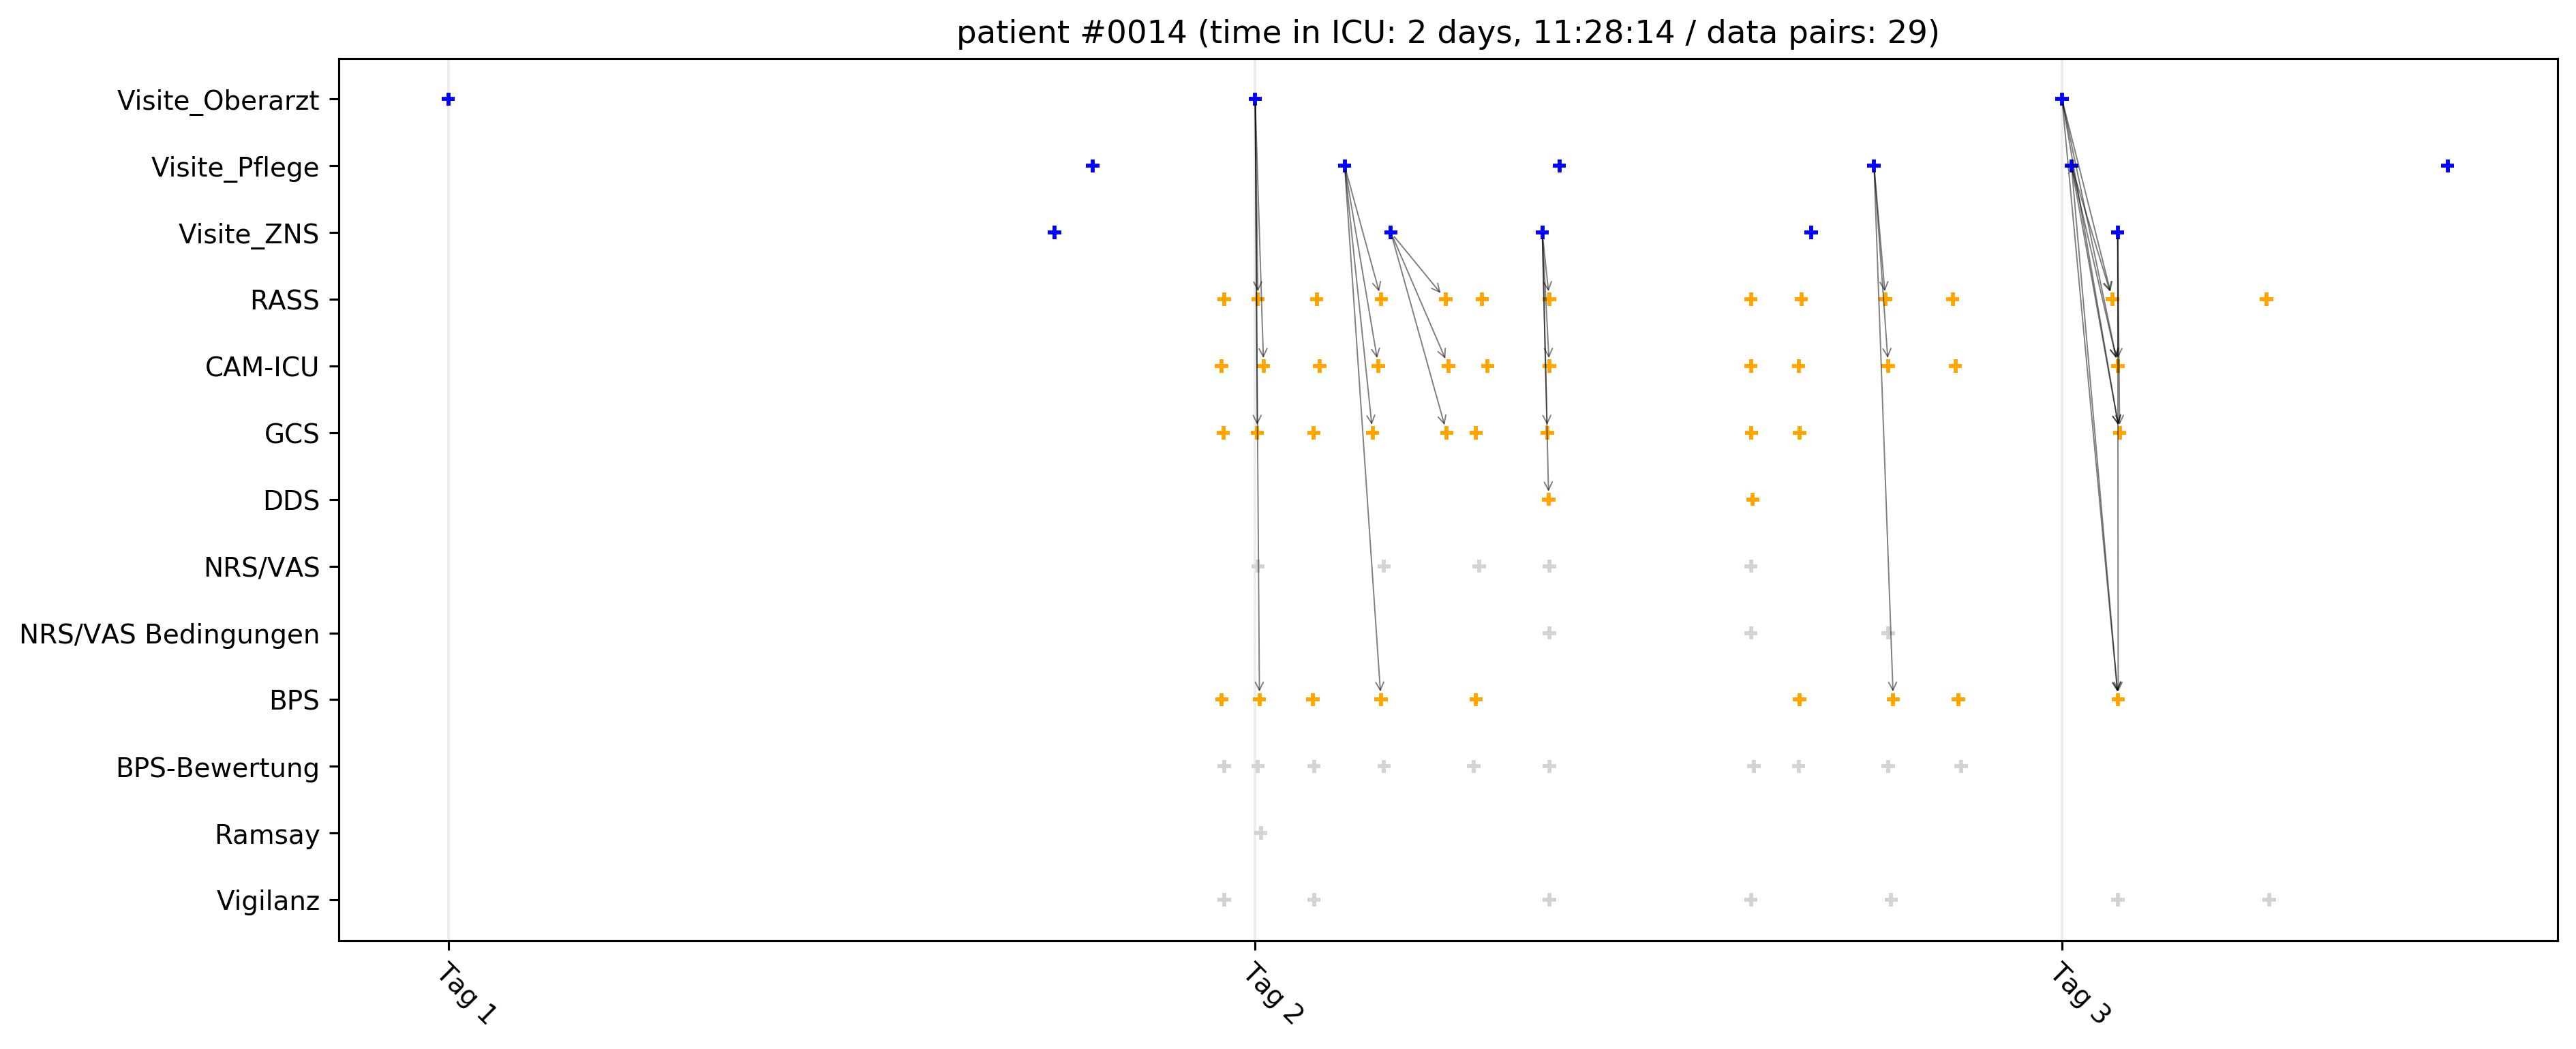 patient #0014 (time in ICU: 2 days, 11:28:14 / data pairs: 29)
Visite_Oberarzt
Visite_Pflege
Visite_ZNS
RASS
CAM-ICU
GCS
DDS
NRS/VAS
NRS/VAS Bedingungen
BPS
BPS-Bewertung
Ramsay
Vigilanz
Tag 1
Tag 2
Tag 3